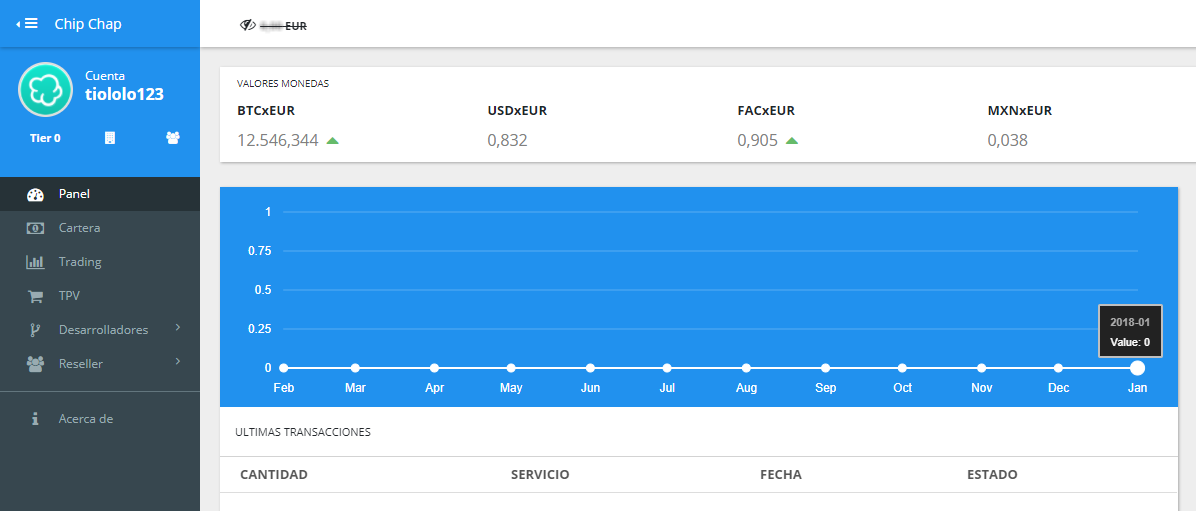 Chip Chap
EUR
Cuenta
tiololo123
Tier 0
Panel
Cartera
Trading
TPV
Desarrolladores
Reseller
Acerca de
VALORES MONEDAS
BTCxEUR USDxEUR FACxEUR MXNxEUR
12.546,344 0,832 0,905 0,038
1
0.75
0.5
0.25
0
2018-01
Value: 0
Feb Mar Apr May Jun Jul Aug Sep Oct Nov Dec Jan
ULTIMAS TRANSACCIONES
CANTIDAD SERVICIO FECHA ESTADO